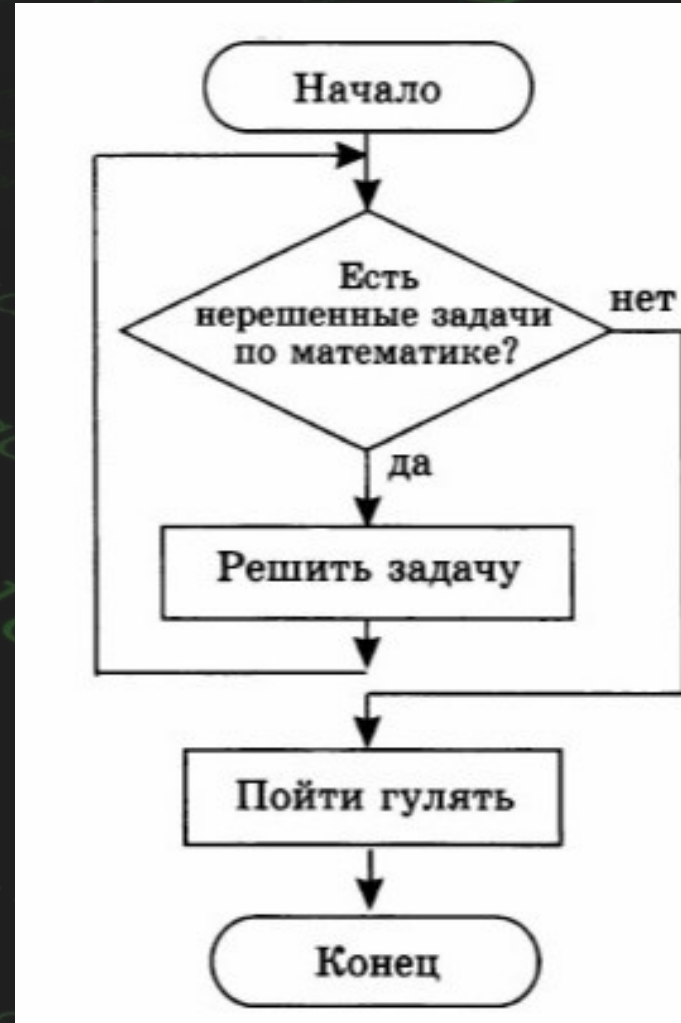 Начало
Есть
нерешенные задачи
по математике?
нет
да
Решить задачу
Пойти гулять
Конец